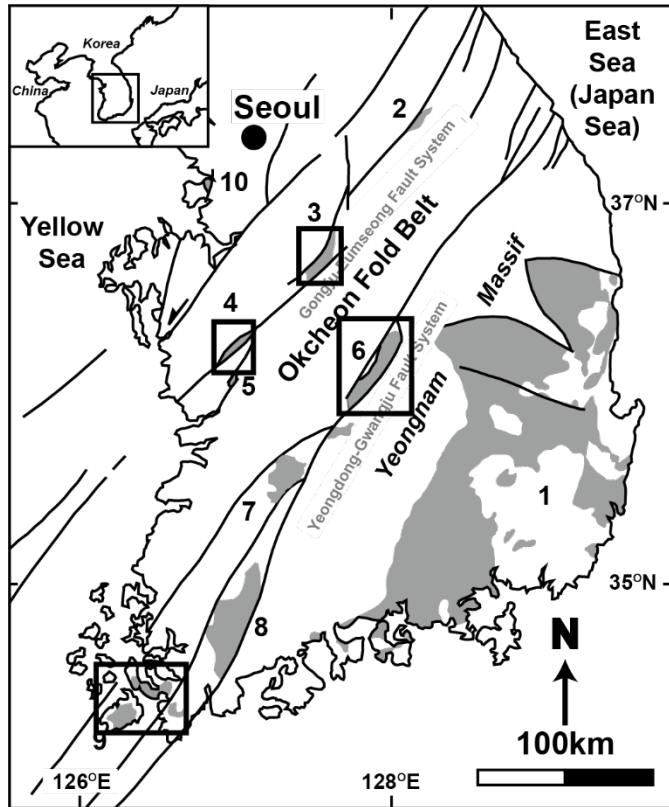 Korea
China
Japan
Seoul
East
Sea
(Japan
Sea)
2
10
37°N
Yellow
Sea
3
Gongju-Eumseong Fault System
Okcheon Fold Belt
Massif
4
5
6
Yeongdong-Gwangju Fault System
Yeongnam
1
7
35°N
8
N
9
100km
126°E
128°E